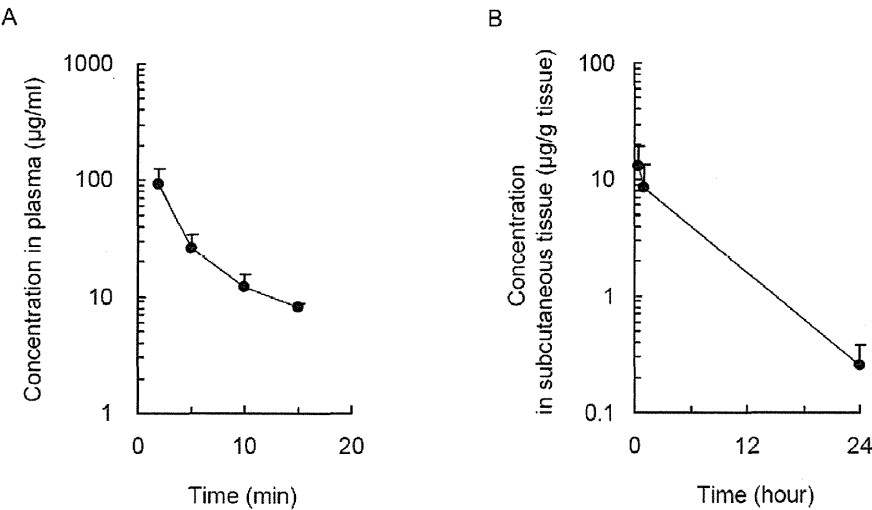 A
Concentration in plasma (µg/ml)
1000
100
10
1
0
10
20
Time (min)
B
Concentration
in subcutaneous tissue (µg/g tissue)
100
10
1
0.1
0
12
24
Time (hour)